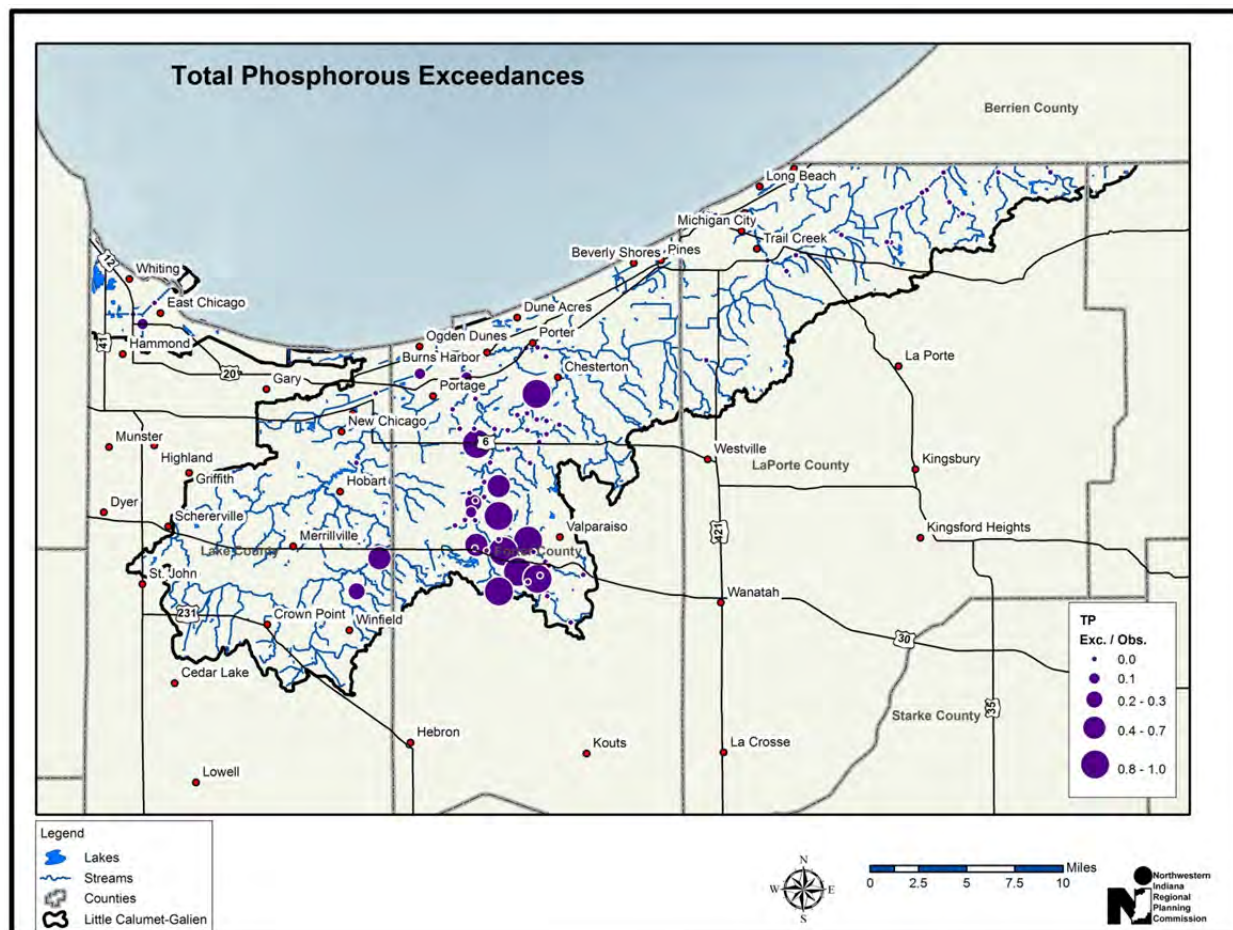 Total Phosphorous Exceedances
Berrien County
Long Beach
Michigan City
Trail Creek
Beverly Shores
Pines
12
Whiting
East Chicago
Dune Acres
41
Hammond
Ogden Dunes
Porter
Burns Harbor
20
La Porte
Gary
Portage
Chesterton
New Chicago
Munster
6
Highland
Westville
LaPorte County
Kingsbury
Griffith
Hobart
Dyer
Schererville
Valparaiso
421
Kingsford Heights
Lake County
Merrillville
Porter County
St. John
Wanatah
231
Crown Point
Winfield
30
Cedar Lake
35
Starke County
Hebron
Kouts
La Crosse
Lowell
TP
Exc. / Obs.
0.0
0.1
0.2 - 0.3
0.4 - 0.7
0.8 - 1.0
Legend
Lakes
Streams
Counties
Little Calumet-Galien
N
W E
S
Miles
0 2.5 5 7.5 10
Northwestern
Indiana
Regional
Planning
Commission